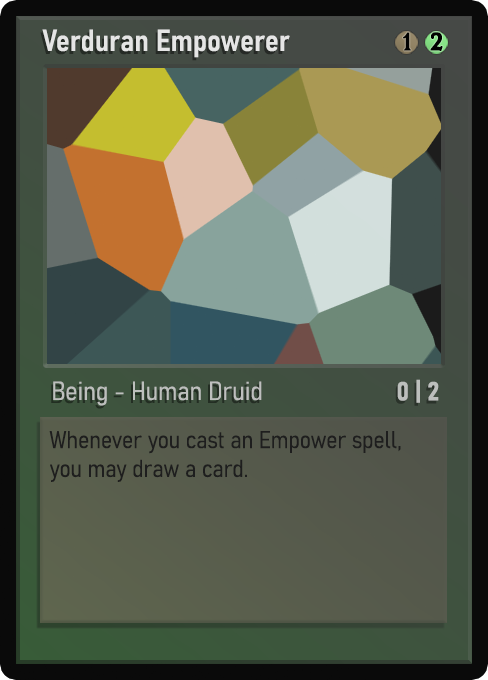 Verduran Empowerer 1 2
Being - Human Druid 0|2
Whenever you cast an Empower spell,
you may draw a card.